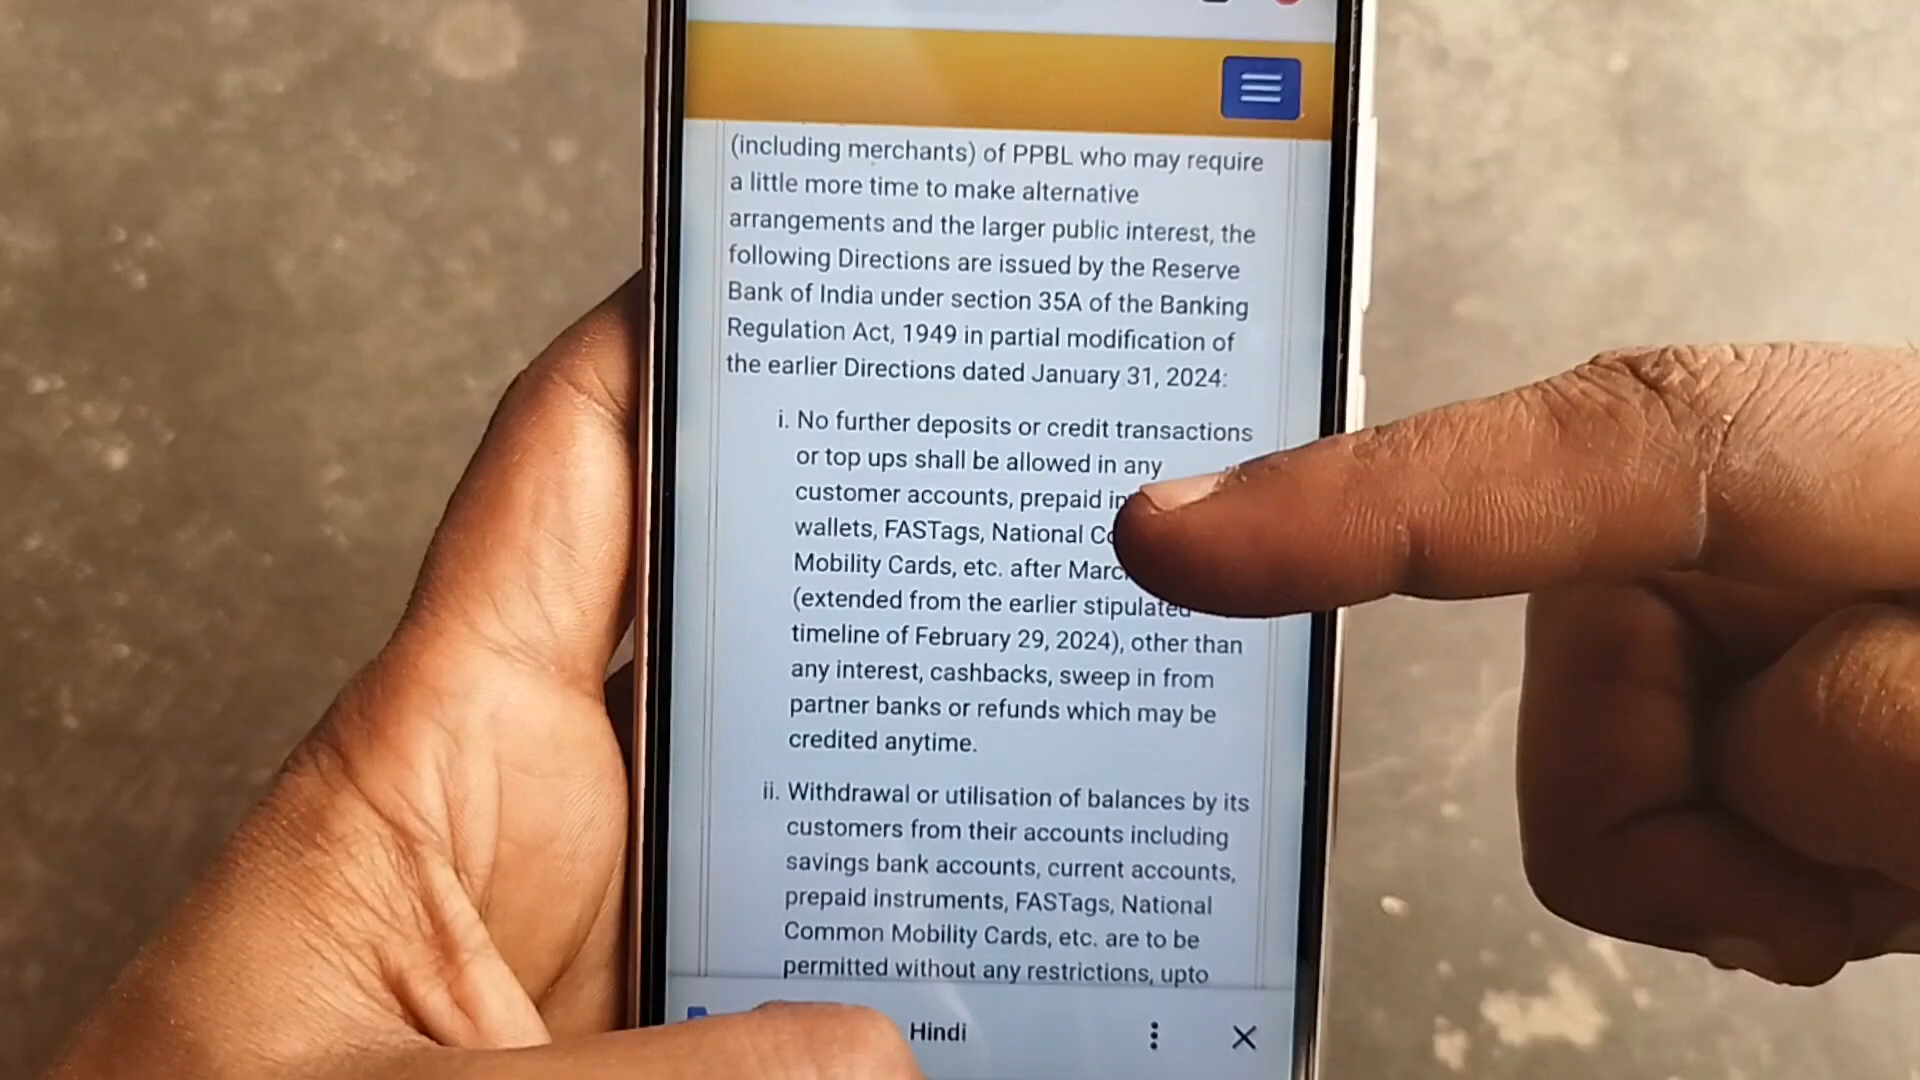 (including merchants) of PPBL who may require
a little more time to make alternative
arrangements and the larger public interest, the
following Directions are issued by the Reserve
Bank of India under section 35A of the Banking
Regulation Act, 1949 in partial modification of
the earlier Directions dated January 31, 2024:
i. No further deposits or credit transactions
or top ups shall be allowed in any
customer accounts, prepaid
wallets, FASTags, National
Mobility Cards, etc. after
(extended from the earlier stipulated
timeline of February 29, 2024), other than
any interest, cashbacks, sweep in from
partner banks or refunds which may be
credited anytime.
ii. Withdrawal or utilisation of balances by its
customers from their accounts including
savings bank accounts, current accounts,
prepaid instruments, FASTags, National
Common Mobility Cards, etc. are to be
permitted without any restrictions, upto
Hindi